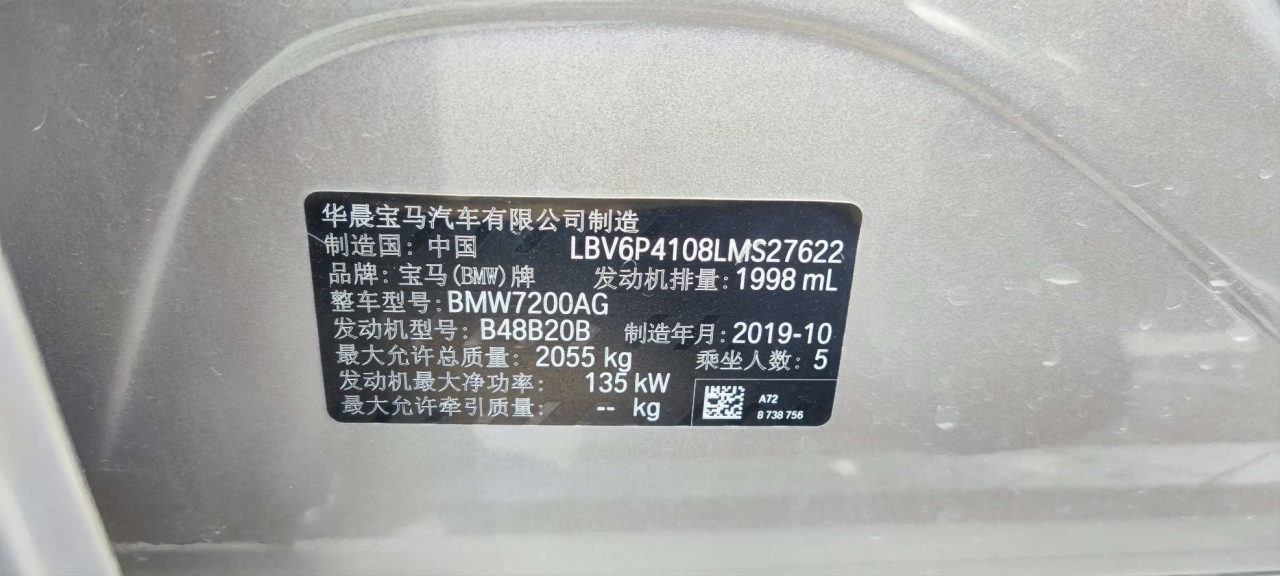 华晨宝马汽车有限公司制造
制造国: 中国 LBV6P4108LMS27622
品牌: 宝马(BMW)牌 发动机排量: 1998 mL
整车型号: BMW7200AG
发动机型号: B48B20B 制造年月: 2019-10
最大允许总质量: 2055 kg 乘坐人数: 5
发动机最大净功率: 135 kW
最大允许牵引质量: -- kg
A72
8 738 756